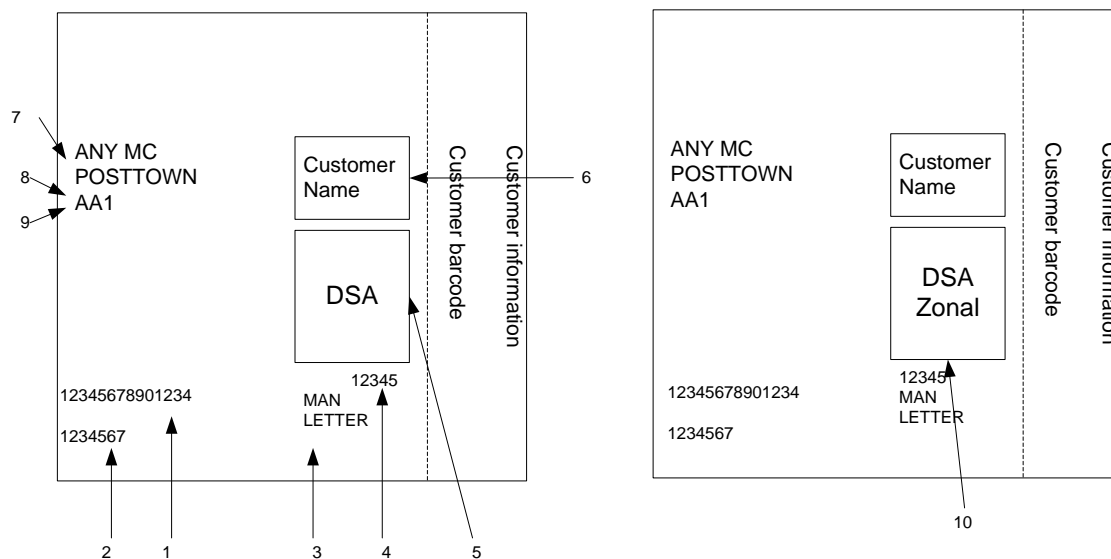 7
ANY MC
POSTTOWN
AA1
8
9
Customer
Name
6
DSA
12345
MAN
LETTER
12345678901234
1234567
Customer barcode
Customer information
2
1
3
4
5
ANY MC
POSTTOWN
AA1
Customer
Name
DSA
Zonal
12345
MAN
LETTER
12345678901234
1234567
Customer barcode
Customer information
10